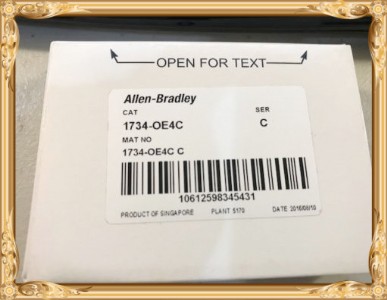 OPEN FOR TEXT
Allen-Bradley
CAT SER
1734-OE4C C
MAT NO
1734-OE4C C
10612598345431
PRODUCT OF SINGAPORE PLANT 5170 DATE